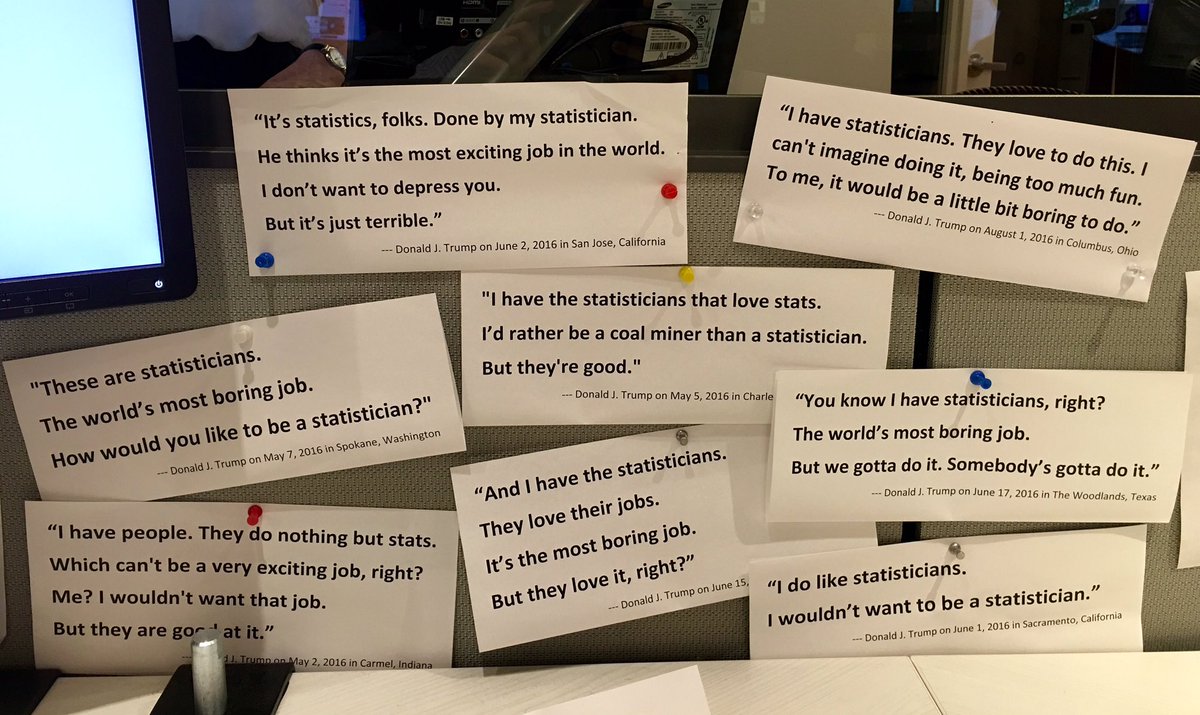 “It’s statistics, folks. Done by my statistician.
He thinks it’s the most exciting job in the world.
I don’t want to depress you.
But it’s just terrible.”
--- Donald J. Trump on June 2, 2016 in San Jose, California
“I have statisticians. They love to do this. I
can't imagine doing it, being too much fun.
To me, it would be a little bit boring to do.”
--- Donald J. Trump on August 1, 2016 in Columbus, Ohio
"I have the statisticians that love stats.
I’d rather be a coal miner than a statistician.
But they're good."
--- Donald J. Trump on May 5, 2016 in Charle
"These are statisticians.
The world’s most boring job.
How would you like to be a statistician?"
--- Donald J. Trump on May 7, 2016 in Spokane, Washington
“You know I have statisticians, right?
The world’s most boring job.
But we gotta do it. Somebody’s gotta do it.”
--- Donald J. Trump on June 17, 2016 in The Woodlands, Texas
“And I have the statisticians.
They love their jobs.
It’s the most boring job.
But they love it, right?”
--- Donald J. Trump on June 15,
“I have people. They do nothing but stats.
Which can't be a very exciting job, right?
Me? I wouldn't want that job.
But they are good at it.”
J. Trump on May 2, 2016 in Carmel, Indiana
“I do like statisticians.
I wouldn’t want to be a statistician.”
--- Donald J. Trump on June 1, 2016 in Sacramento, California